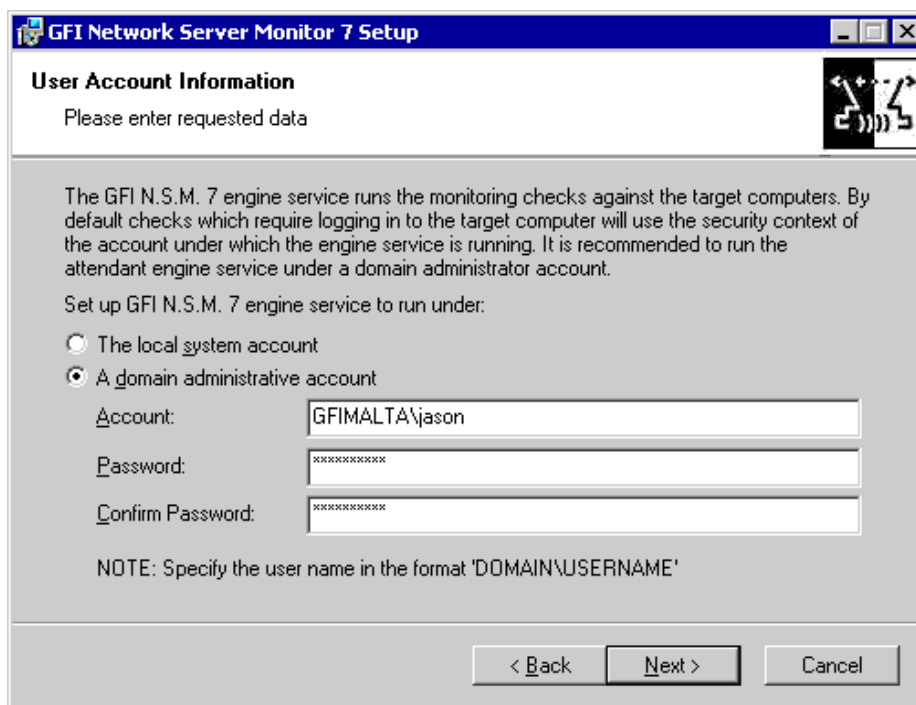 GFI Network Server Monitor 7 Setup
User Account Information
Please enter requested data
The GFI N.S.M. 7 engine service runs the monitoring checks against the target computers. By
default checks which require logging in to the target computer will use the security context of
the account under which the engine service is running. It is recommended to run the
attendant engine service under a domain administrator account.
Set up GFI N.S.M. 7 engine service to run under:
The local system account
A domain administrative account
Account:
GFIMALTA\jason
Password:
××××××××××
Confirm Password:
××××××××××
NOTE: Specify the user name in the format 'DOMAIN\USERNAME'
< Back
Next >
Cancel